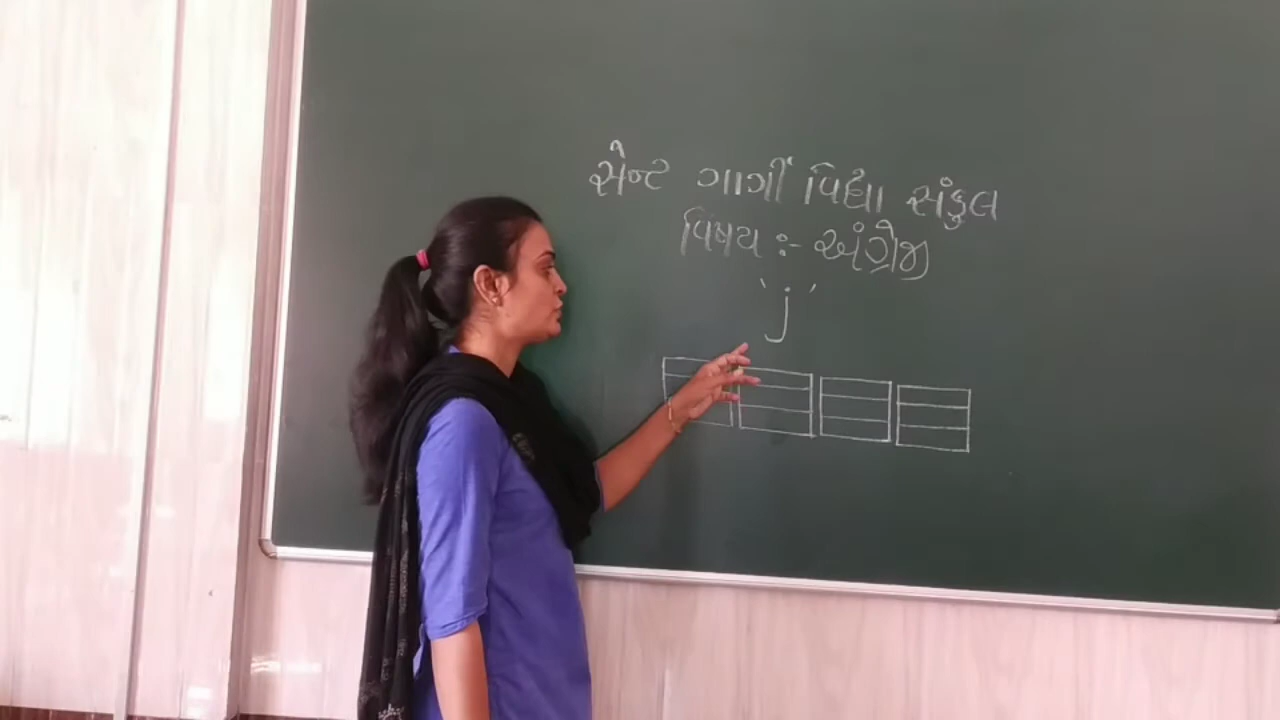 સેન્ટ ગાર્ગી વિદ્યા સંકુલ
વિષય :- અંગ્રેજી
'j'